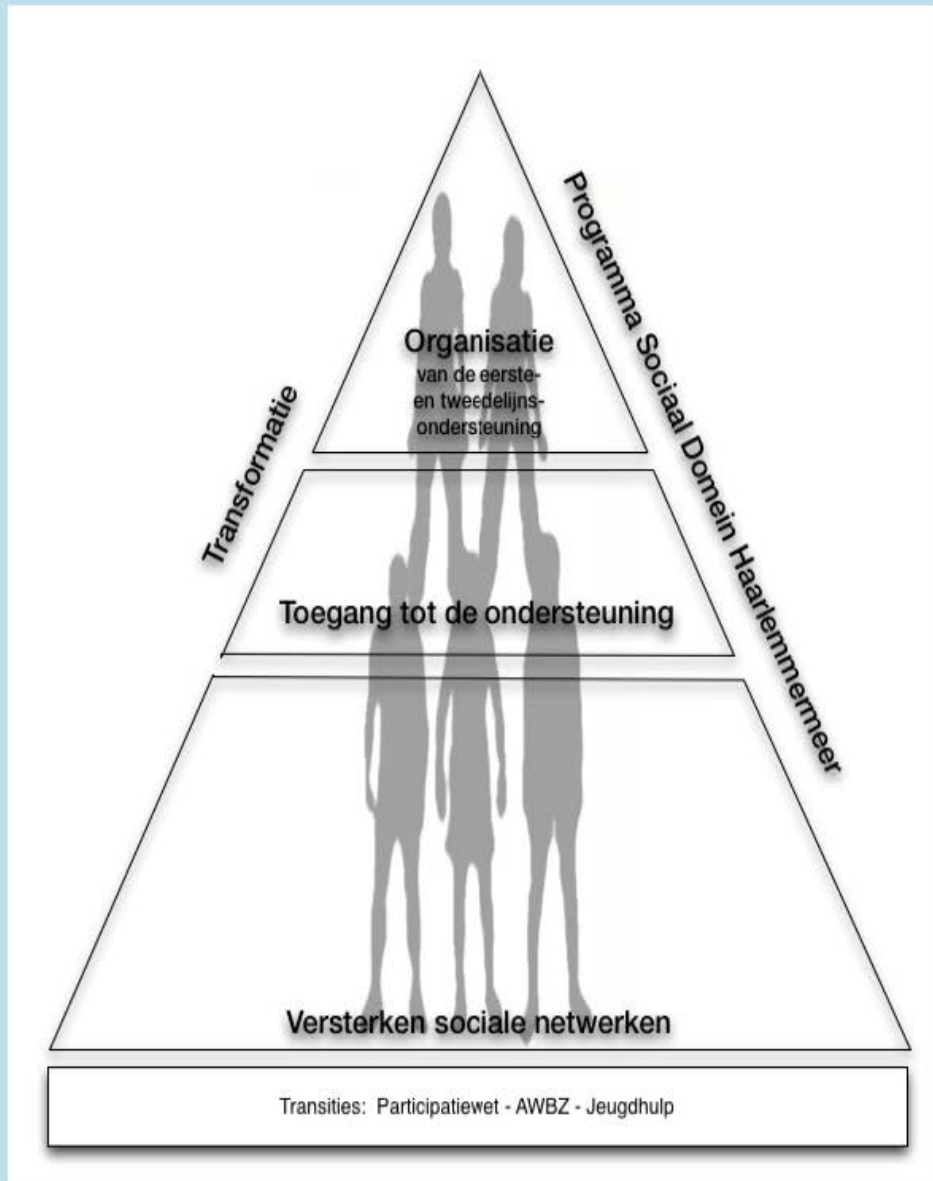 Programma Sociaal Domein Haarlemmermeer
Transformatie
Organisatie
van de eerste-
en tweedelijns-
ondersteuning
Toegang tot de ondersteuning
Versterken sociale netwerken
Transities: Participatiewet - AWBZ - Jeugdhulp